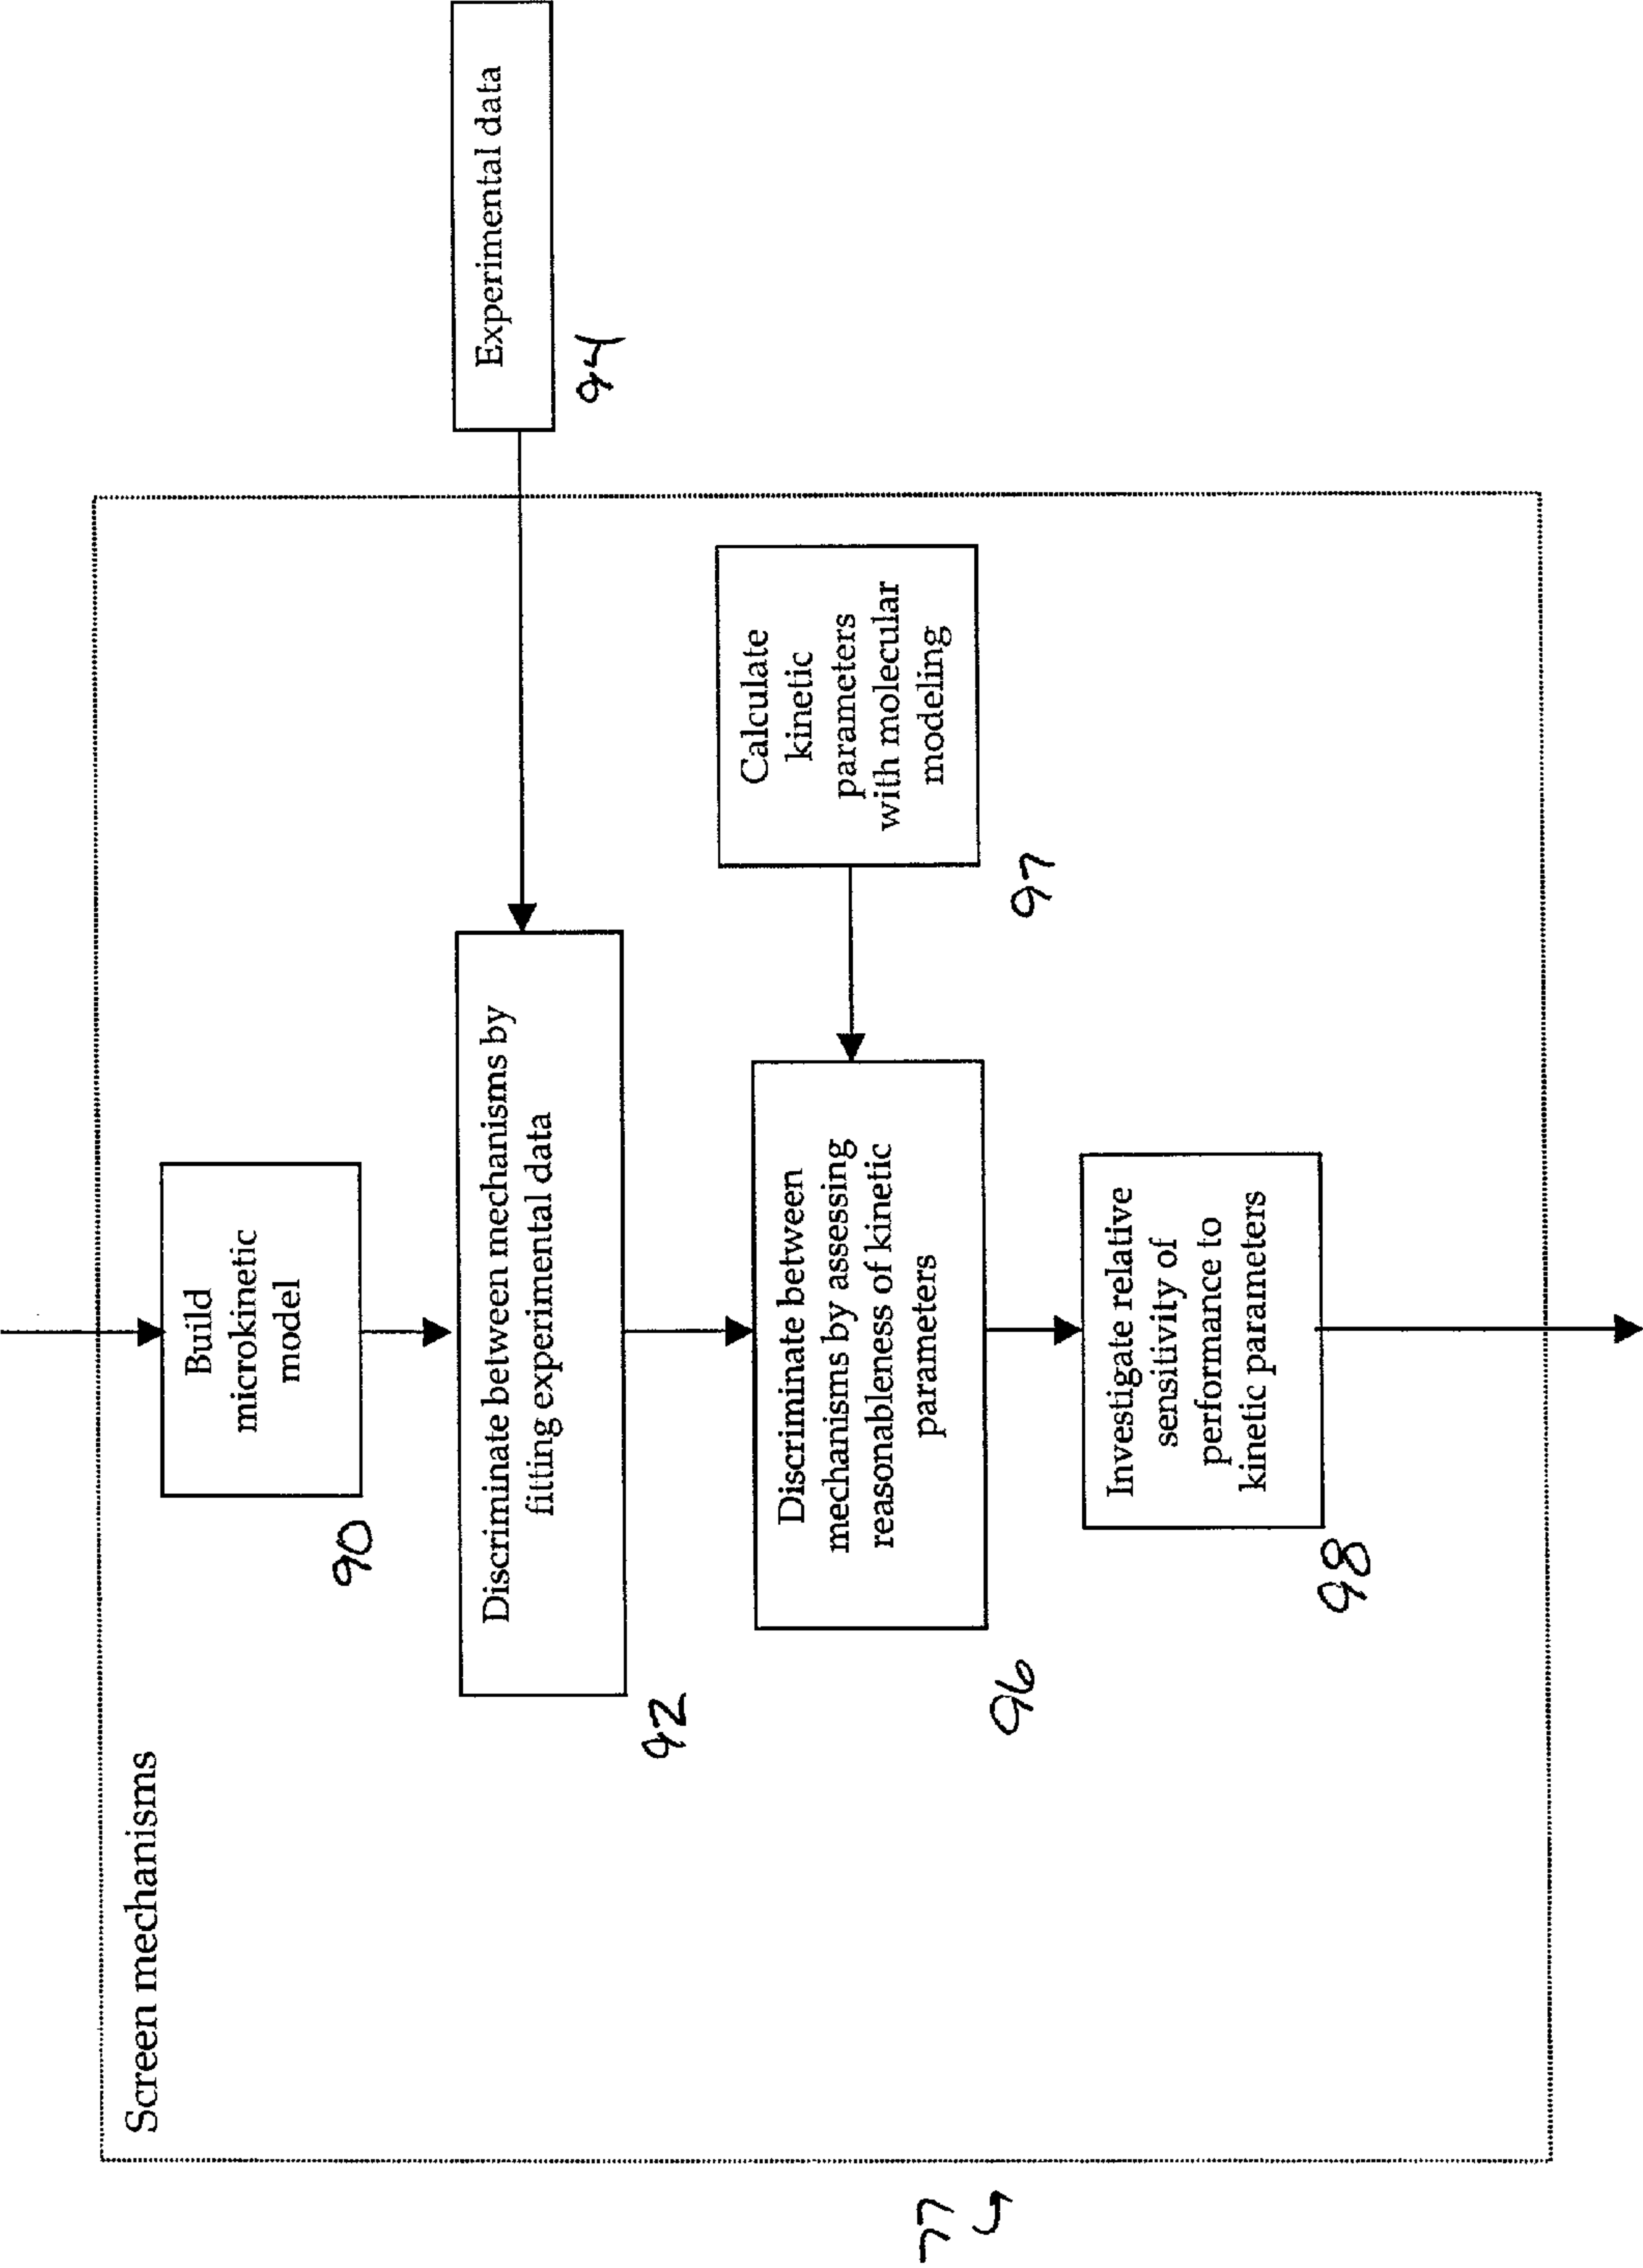 Screen mechanisms
Build
microkinetic
model
90
Discriminate between mechanisms by
fitting experimental data
92
Experimental data
94
Discriminate between
mechanisms by assessing
reasonableness of kinetic
parameters
96
Calculate
kinetic
parameters
with molecular
modeling
97
Investigate relative
sensitivity of
performance to
kinetic parameters
98
77